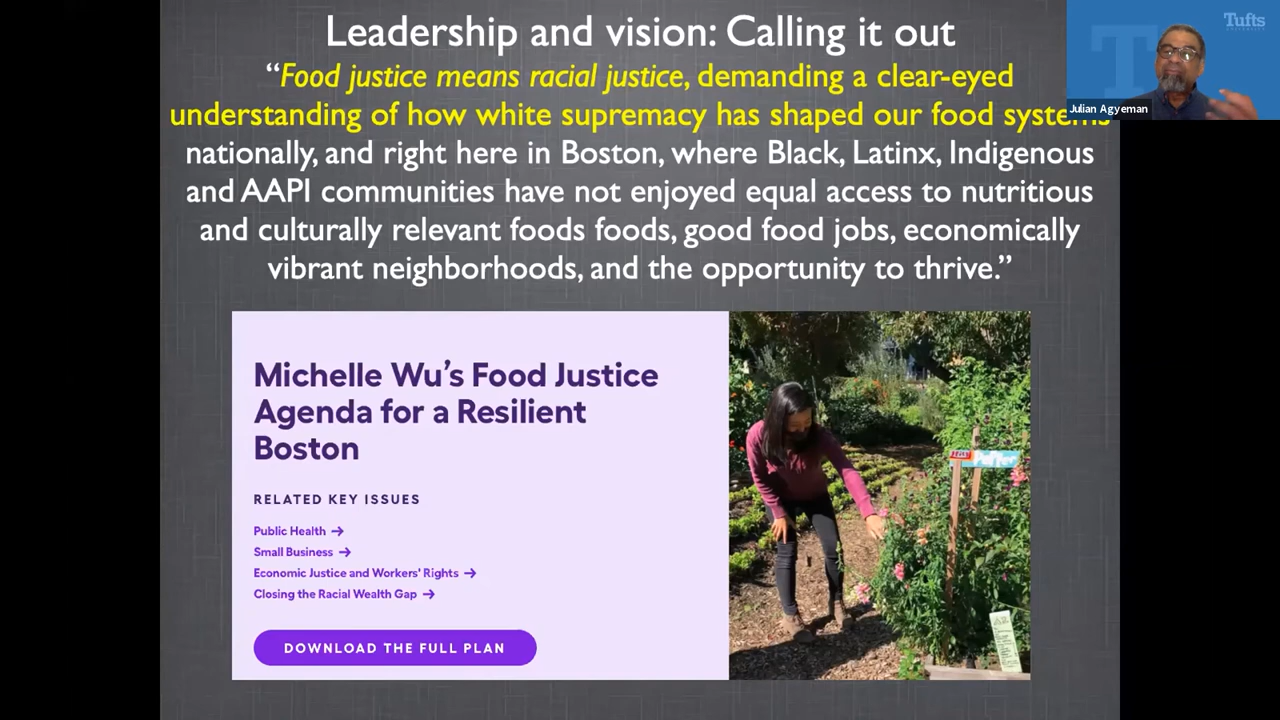 Leadership and vision: Calling it out
“Food justice means racial justice, demanding a clear-eyed
understanding of how white supremacy has shaped our food systems
nationally, and right here in Boston, where Black, Latinx, Indigenous
and AAPI communities have not enjoyed equal access to nutritious
and culturally relevant foods foods, good food jobs, economically
vibrant neighborhoods, and the opportunity to thrive.”
Tufts
UNIVERSITY
T
Julian Agyeman
Michelle Wu’s Food Justice
Agenda for a Resilient
Boston
RELATED KEY ISSUES
Public Health →
Small Business →
Economic Justice and Workers' Rights →
Closing the Racial Wealth Gap →
DOWNLOAD THE FULL PLAN